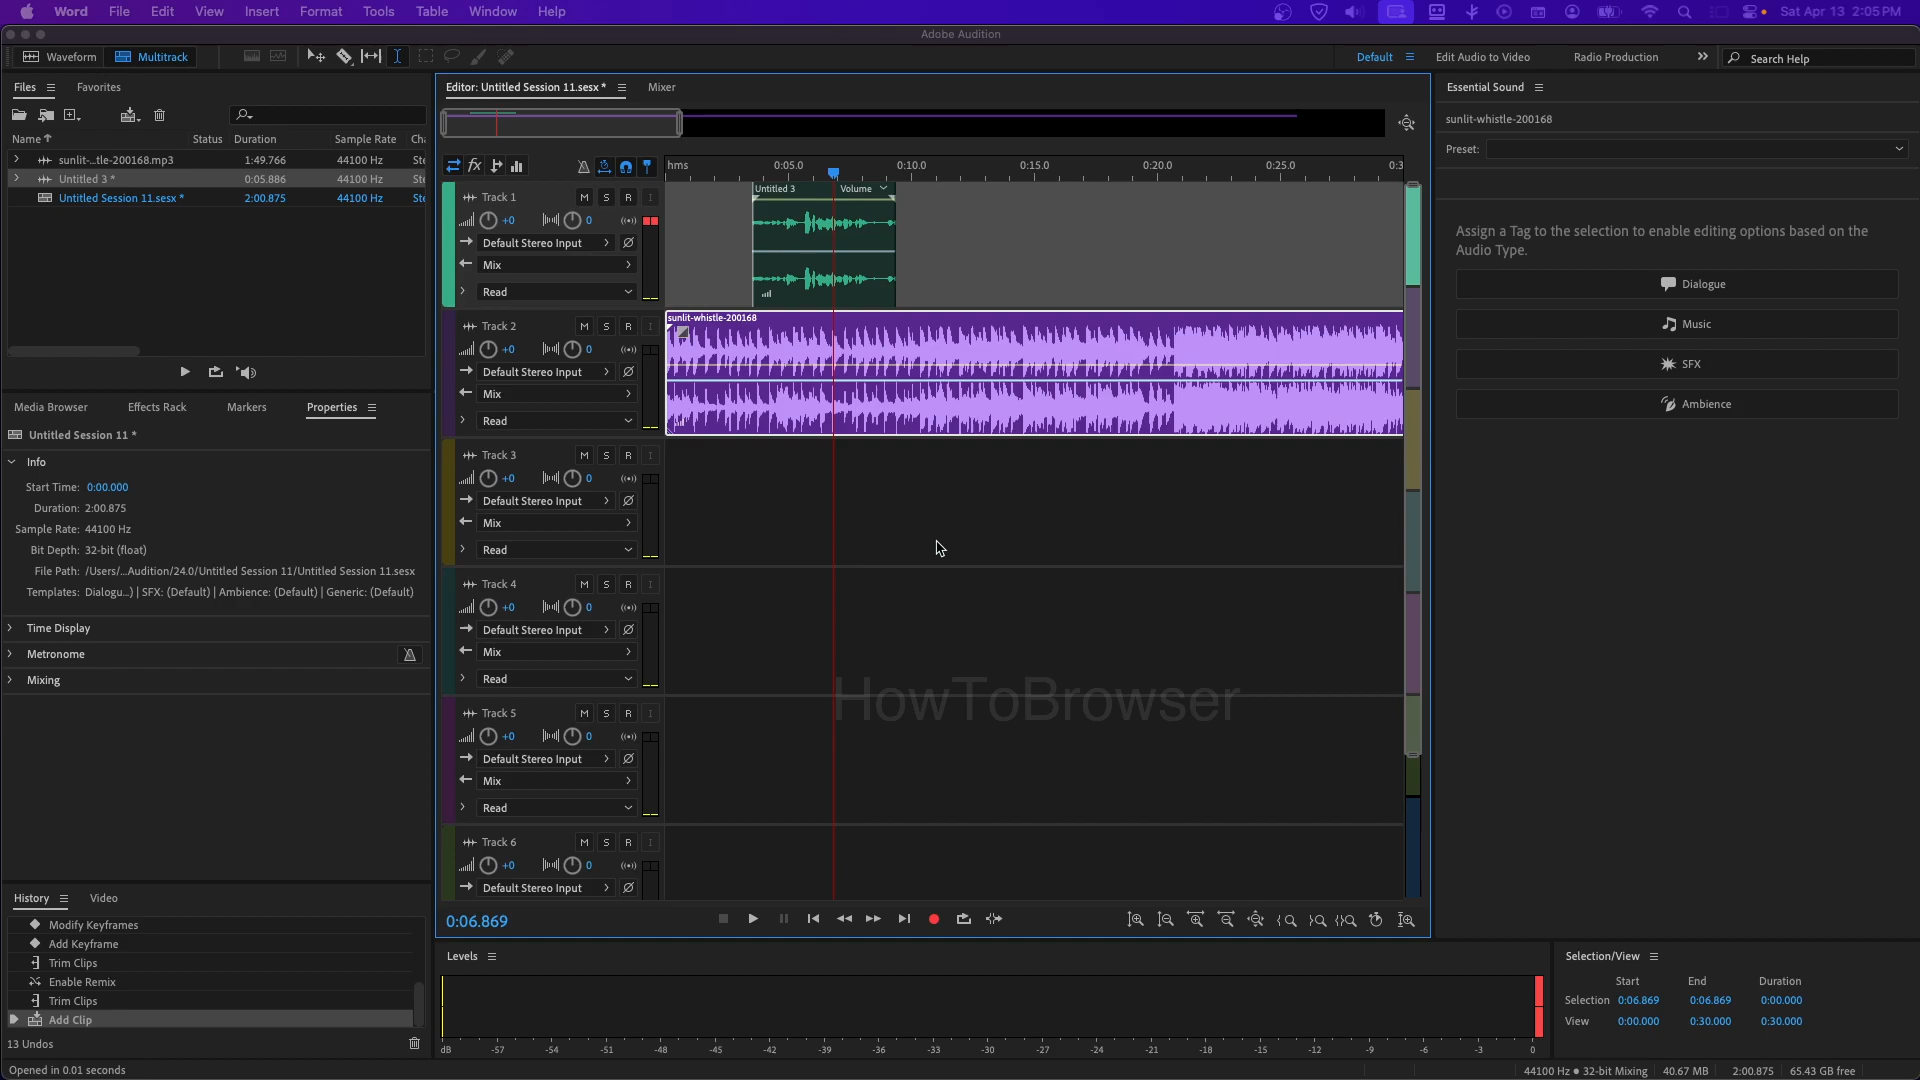 Word File Edit View Insert Format Tools Table Window Help Sat Apr 13 2:05 PM
Adobe Audition
Waveform Multitrack Default Edit Audio to Video Radio Production Search Help
Files Favorites
Name Status Duration Sample Rate Ch
sunlit-...tle-200168.mp3 1:49.766 44100 Hz Ste
Untitled 3 * 0:05.886 44100 Hz Ste
Untitled Session 11.sesx * 2:00.875 44100 Hz Ste
Media Browser Effects Rack Markers Properties
Untitled Session 11 *
Info
Start Time: 0:00.000
Duration: 2:00.875
Sample Rate: 44100 Hz
Bit Depth: 32-bit (float)
File Path: /Users/...Audition/24.0/Untitled Session 11/Untitled Session 11.sesx
Templates: Dialogu...) | SFX: (Default) | Ambience: (Default) | Generic: (Default)
Time Display
Metronome
Mixing
History Video
Modify Keyframes
Add Keyframe
Trim Clips
Enable Remix
Trim Clips
Add Clip
13 Undos
Opened in 0.01 seconds
Editor: Untitled Session 11.sesx * Mixer
fx hms 0:05.0 0:10.0 0:15.0 0:20.0 0:25.0 0:3
Track 1 M S R I
+0 0
Default Stereo Input
Mix
Read
Untitled 3 Volume
Track 2 M S R I
+0 0
Default Stereo Input
Mix
Read
sunlit-whistle-200168
Track 3 M S R I
+0 0
Default Stereo Input
Mix
Read
Track 4 M S R I
+0 0
Default Stereo Input
Mix
Read
HowToBrowser
Track 5 M S R I
+0 0
Default Stereo Input
Mix
Read
Track 6 M S R I
+0 0
Default Stereo Input
0:06.869
Levels
dB -57 -54 -51 -48 -45 -42 -39 -36 -33 -30 -27 -24 -21 -18 -15 -12 -9 -6 -3 0
Essential Sound
sunlit-whistle-200168
Preset:
Assign a Tag to the selection to enable editing options based on the
Audio Type.
Dialogue
Music
SFX
Ambience
Selection/View
Start End Duration
Selection 0:06.869 0:06.869 0:00.000
View 0:00.000 0:30.000 0:30.000
44100 Hz • 32-bit Mixing 40.67 MB 2:00.875 65.43 GB free